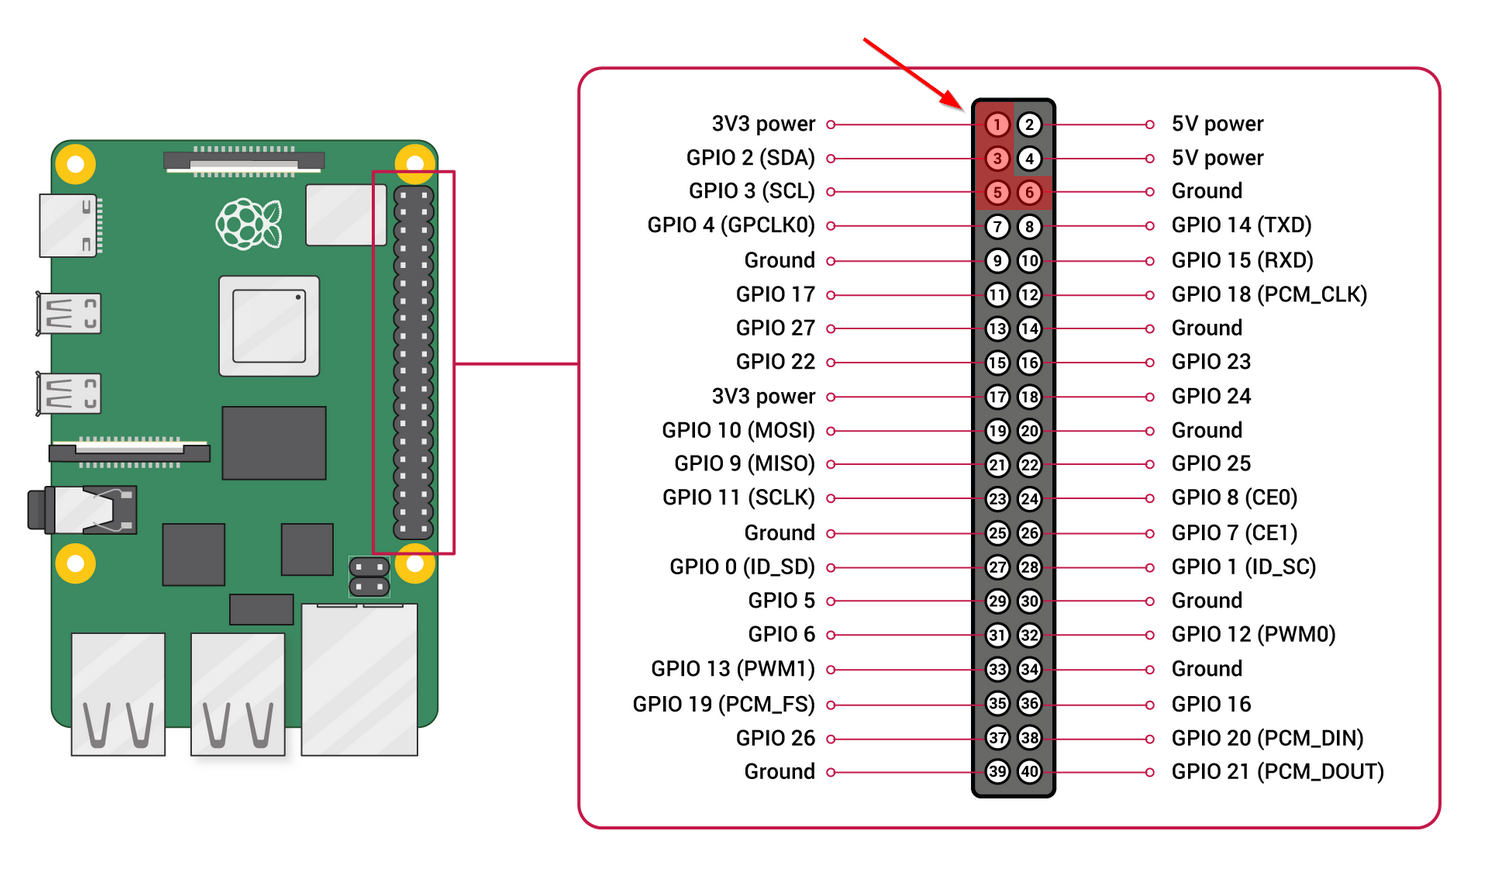 3V3 power 1 2 5V power
GPIO 2 (SDA) 3 4 5V power
GPIO 3 (SCL) 5 6 Ground
GPIO 4 (GPCLK0) 7 8 GPIO 14 (TXD)
Ground 9 10 GPIO 15 (RXD)
GPIO 17 11 12 GPIO 18 (PCM_CLK)
GPIO 27 13 14 Ground
GPIO 22 15 16 GPIO 23
3V3 power 17 18 GPIO 24
GPIO 10 (MOSI) 19 20 Ground
GPIO 9 (MISO) 21 22 GPIO 25
GPIO 11 (SCLK) 23 24 GPIO 8 (CE0)
Ground 25 26 GPIO 7 (CE1)
GPIO 0 (ID_SD) 27 28 GPIO 1 (ID_SC)
GPIO 5 29 30 Ground
GPIO 6 31 32 GPIO 12 (PWM0)
GPIO 13 (PWM1) 33 34 Ground
GPIO 19 (PCM_FS) 35 36 GPIO 16
GPIO 26 37 38 GPIO 20 (PCM_DIN)
Ground 39 40 GPIO 21 (PCM_DOUT)